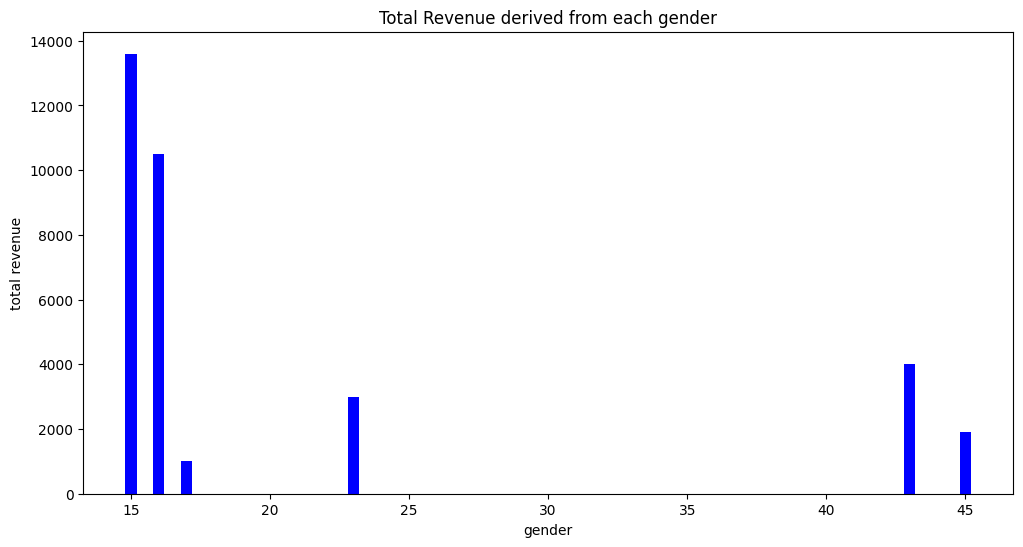 Total Revenue derived from each gender
14000
12000
10000
8000
6000
4000
2000
0
total revenue
15 20 25 30 35 40 45
gender